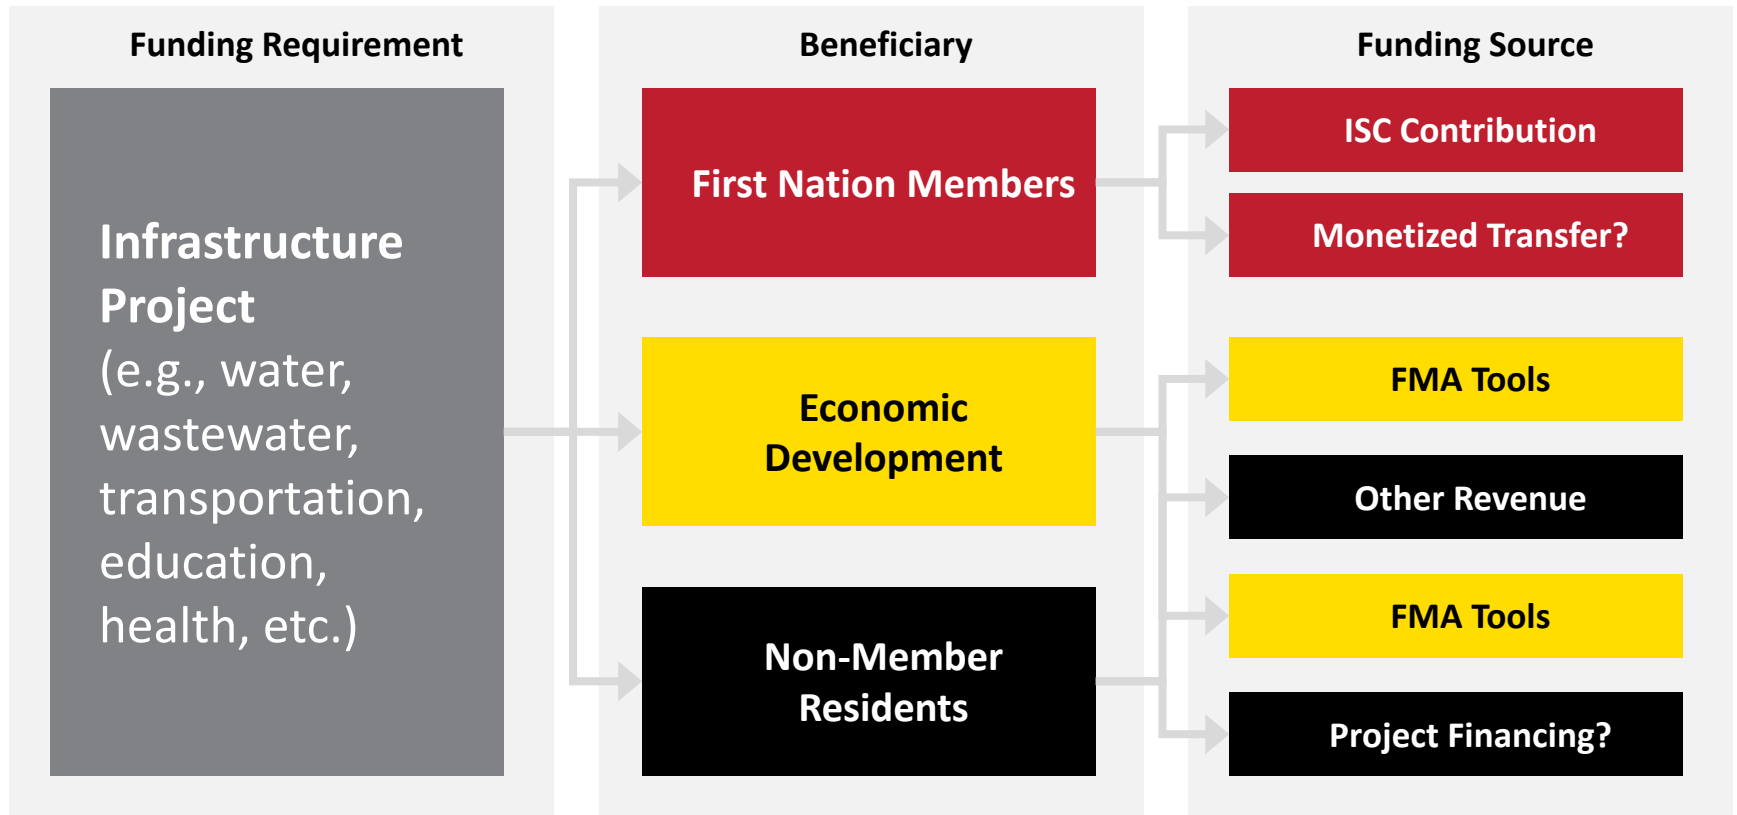 Funding Requirement
Infrastructure
Project
(e.g., water,
wastewater,
transportation,
education,
health, etc.)
Beneficiary
First Nation Members
Economic
Development
Non-Member
Residents
Funding Source
ISC Contribution
Monetized Transfer?
FMA Tools
Other Revenue
FMA Tools
Project Financing?